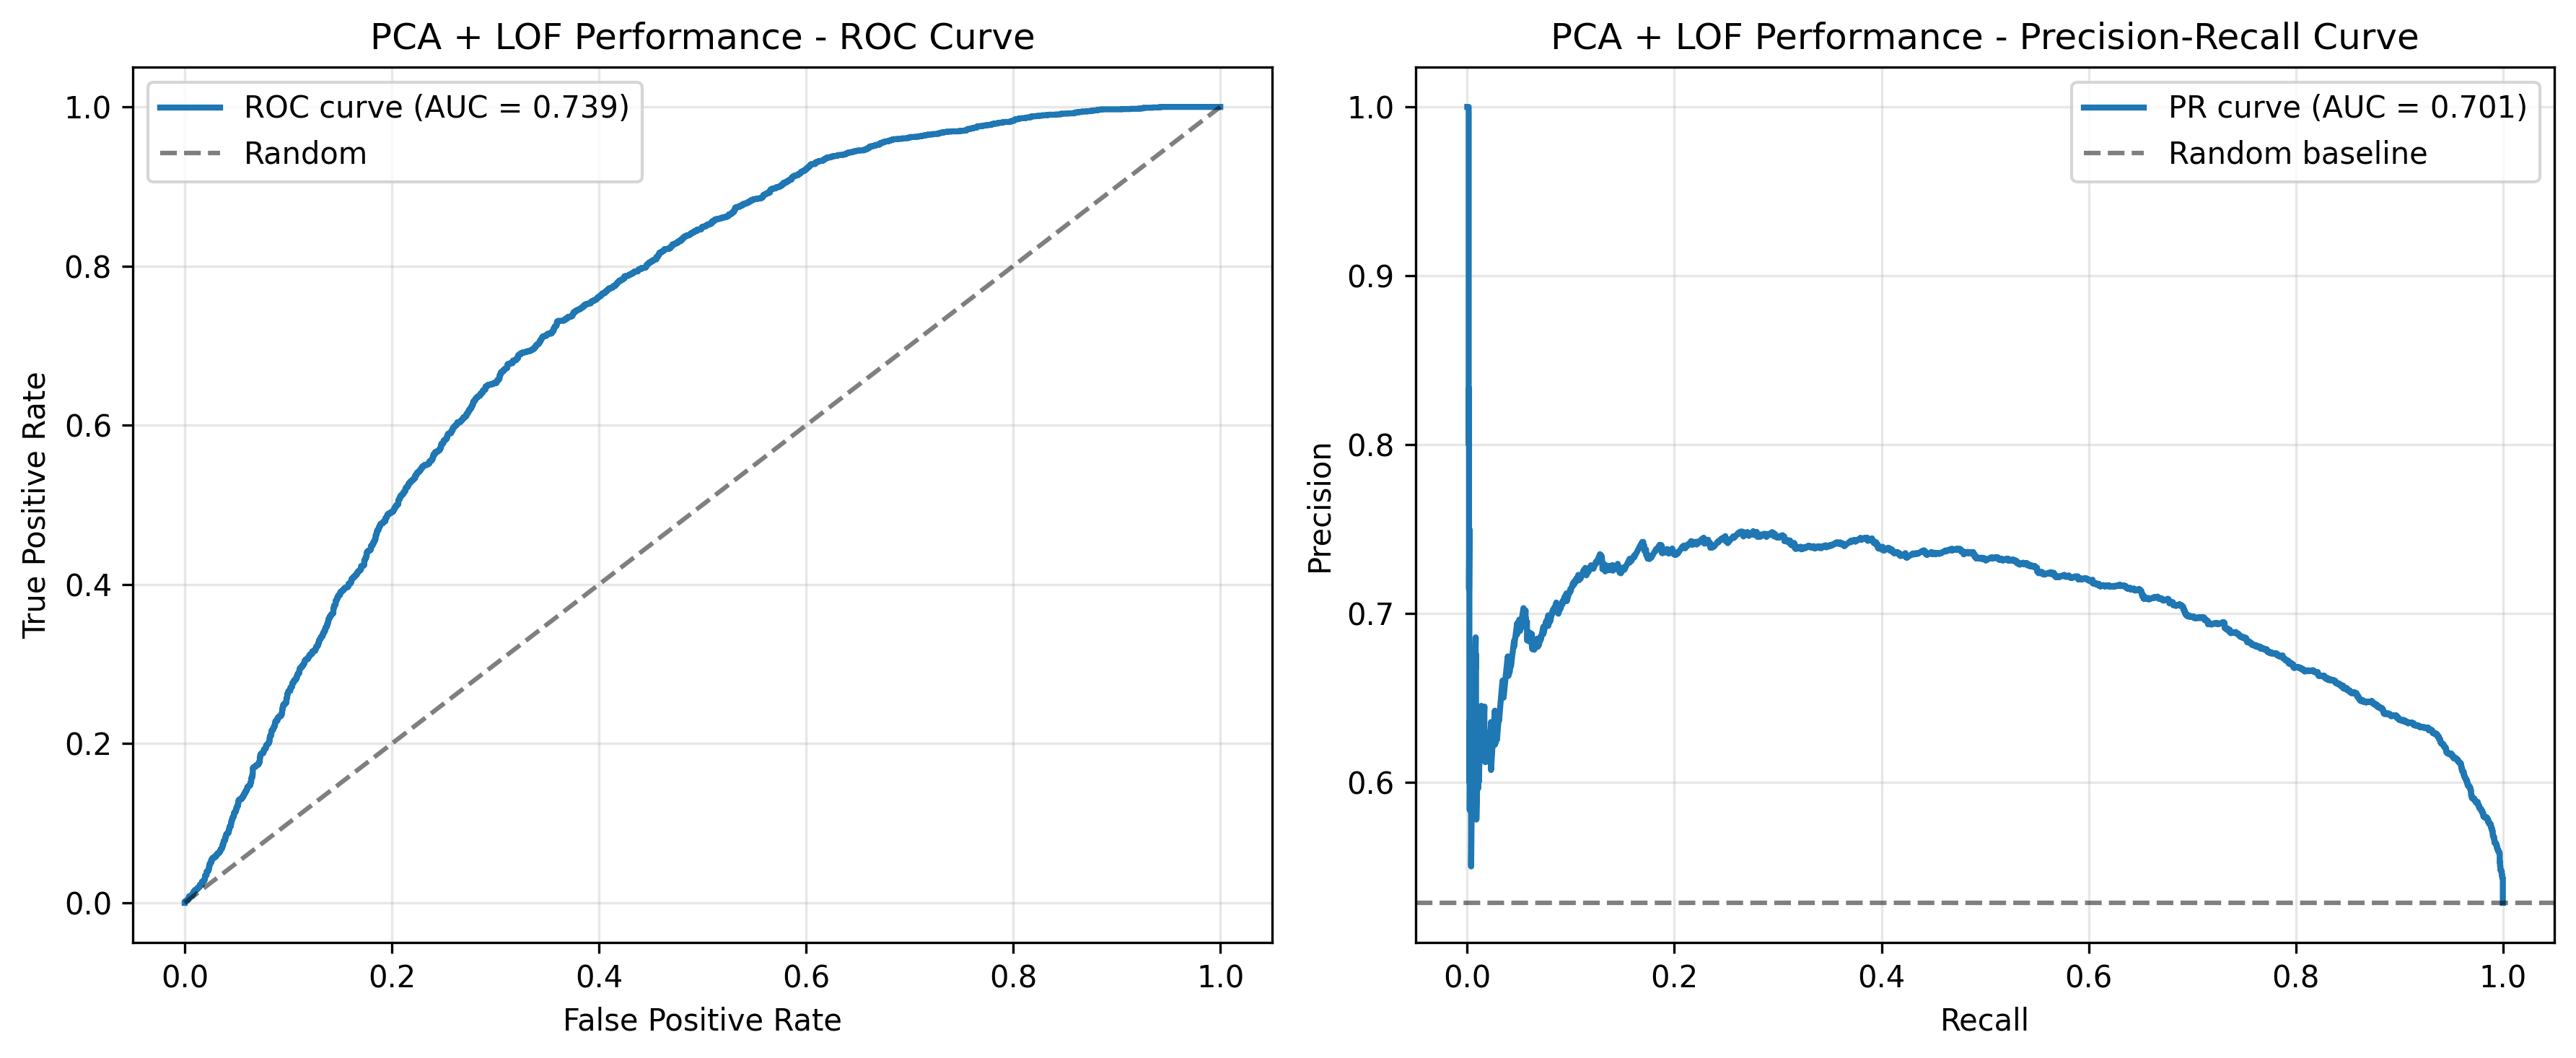 PCA + LOF Performance - ROC Curve
ROC curve (AUC = 0.739)
Random
True Positive Rate
1.0
0.8
0.6
0.4
0.2
0.0
0.0 0.2 0.4 0.6 0.8 1.0
False Positive Rate
PCA + LOF Performance - Precision-Recall Curve
PR curve (AUC = 0.701)
Random baseline
Precision
1.0
0.9
0.8
0.7
0.6
0.0 0.2 0.4 0.6 0.8 1.0
Recall